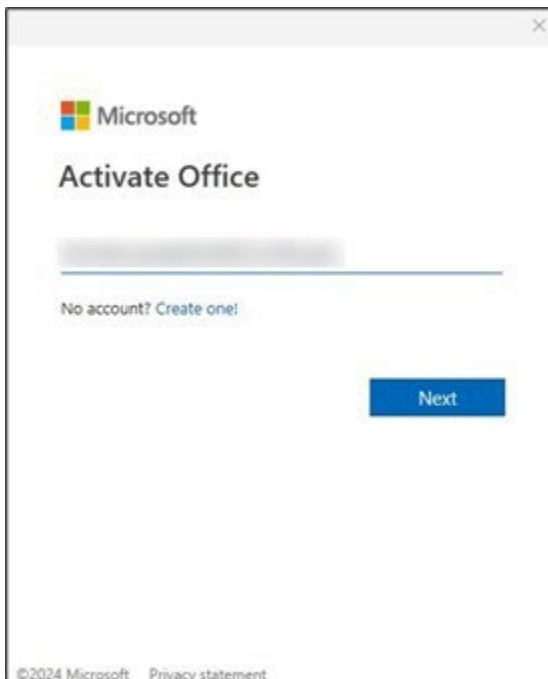 Microsoft
Activate Office
No account? Create one!
Next
©2024 Microsoft Privacy statement